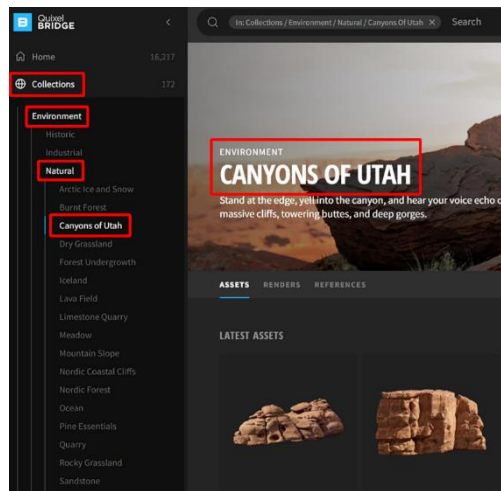 Quixel
BRIDGE
In: Collections / Environment / Natural / Canyons Of Utah
Search
Home 16,217
Collections 172
Environment
Historic
Industrial
Natural
Arctic Ice and Snow
Burnt Forest
Canyons of Utah
Dry Grassland
Forest Undergrowth
Iceland
Lava Field
Limestone Quarry
Meadow
Mountain Slope
Nordic Coastal Cliffs
Nordic Forest
Ocean
Pine Essentials
Quarry
Rocky Grassland
Sandstone
ENVIRONMENT
CANYONS OF UTAH
Stand at the edge, yell into the canyon, and hear your voice echo
massive cliffs, towering buttes, and deep gorges.
ASSETS RENDERS REFERENCES
LATEST ASSETS